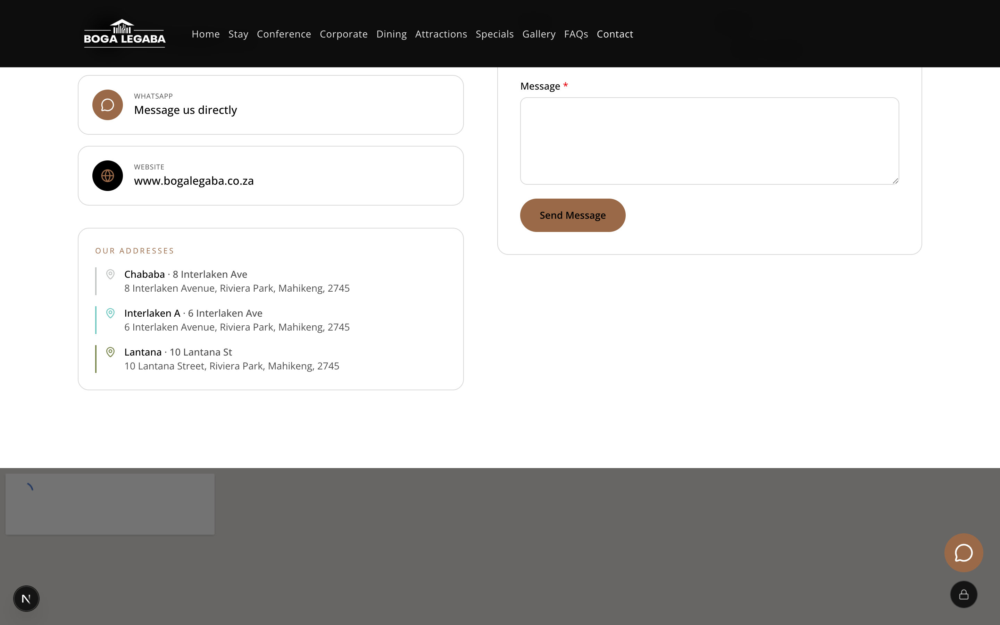 BOGA LEGABA
Home Stay Conference Corporate Dining Attractions Specials Gallery FAQs Contact
WHATSAPP
Message us directly
WEBSITE
www.bogalegaba.co.za
OUR ADDRESSES
Chababa · 8 Interlaken Ave
8 Interlaken Avenue, Riviera Park, Mahikeng, 2745
Interlaken A · 6 Interlaken Ave
6 Interlaken Avenue, Riviera Park, Mahikeng, 2745
Lantana · 10 Lantana St
10 Lantana Street, Riviera Park, Mahikeng, 2745
Message *
Send Message
N